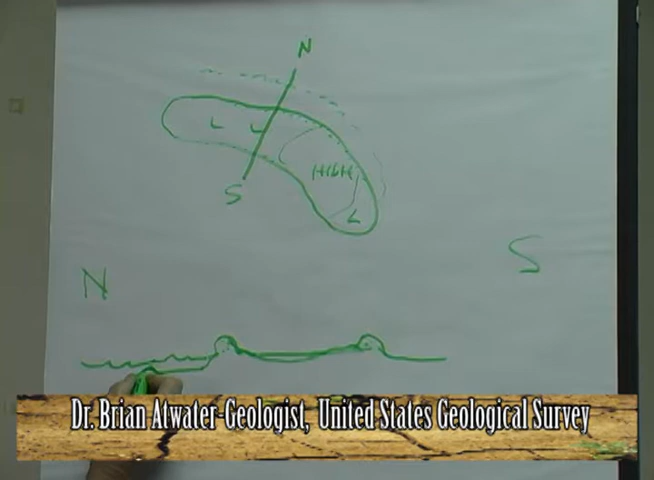 N
L L
HIGH
S
L
N S
Dr. Brian Atwater-Geologist, United States Geological Survey